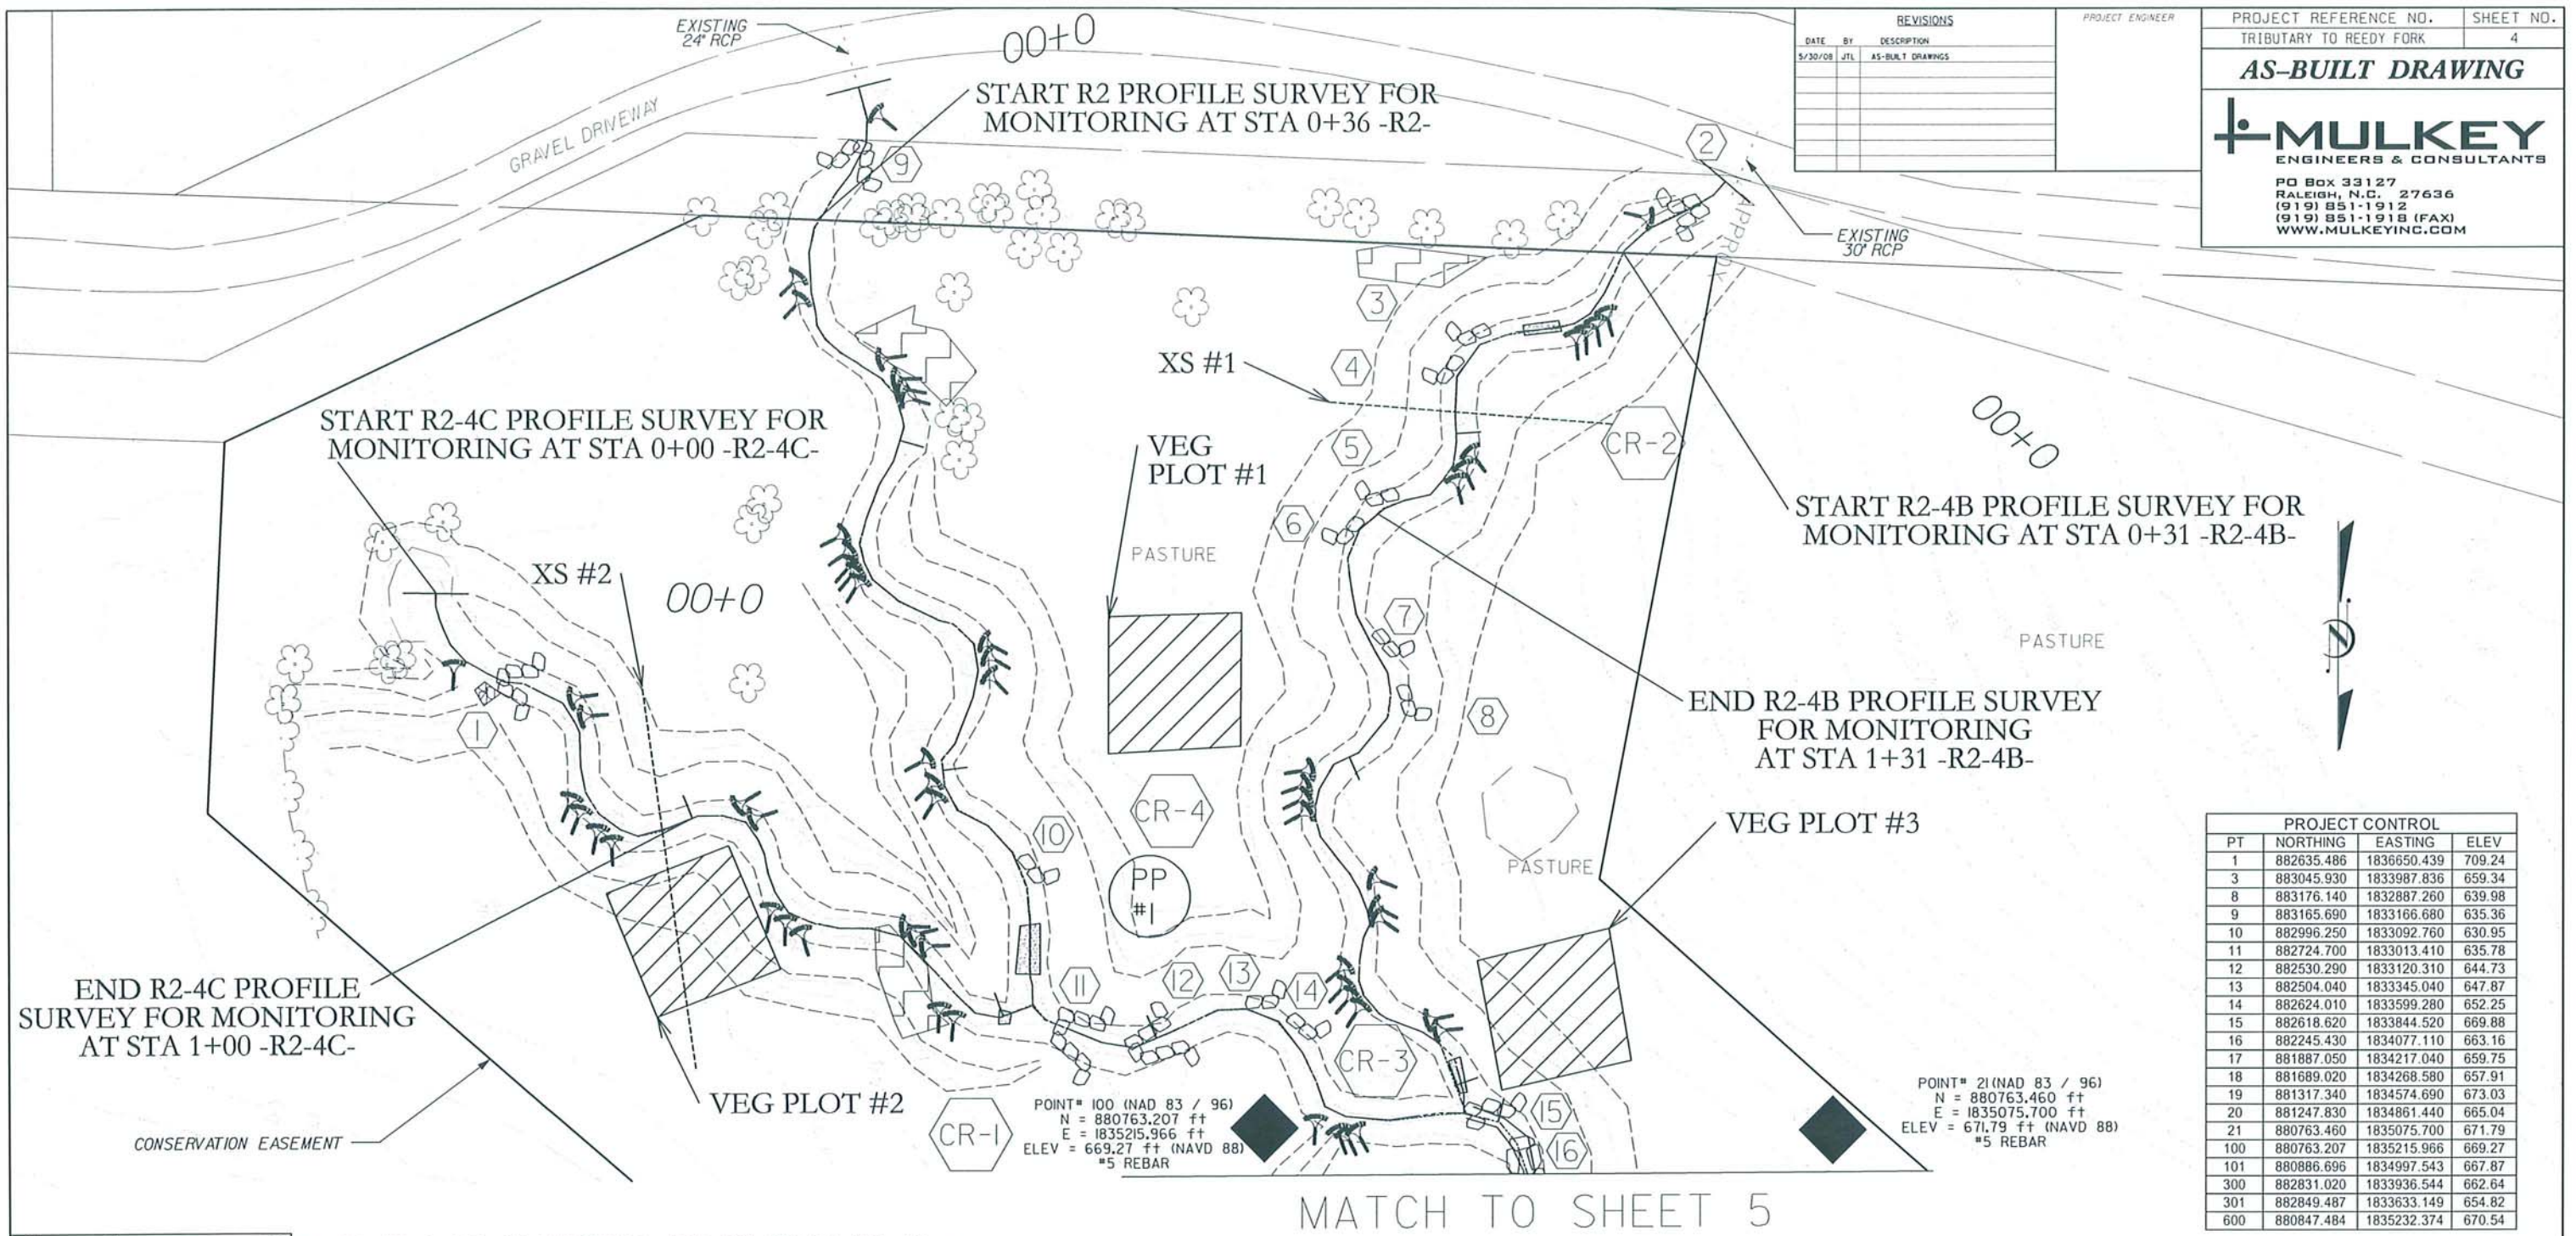 EXISTING
24" RCP
00+0
START R2 PROFILE SURVEY FOR
MONITORING AT STA 0+36 -R2-
GRAVEL DRIVEWAY
REVISIONS
DATE BY DESCRIPTION
5/30/08 JTL AS-BUILT DRAWINGS
PROJECT ENGINEER
PROJECT REFERENCE NO. SHEET NO.
TRIBUTARY TO REEDY FORK 4
AS-BUILT DRAWING
MULKEY
ENGINEERS & CONSULTANTS
PO BOX 33127
RALEIGH, N.C. 27636
(919) 851-1912
(919) 851-1918 (FAX)
WWW.MULKEYINC.COM
9
2
EXISTING
30" RCP
APPROX
3
XS #1
4
START R2-4C PROFILE SURVEY FOR
MONITORING AT STA 0+00 -R2-4C-
VEG
PLOT #1
5
CR-2
00+0
START R2-4B PROFILE SURVEY FOR
MONITORING AT STA 0+31 -R2-4B-
6
PASTURE
XS #2
00+0
7
PASTURE
N
END R2-4B PROFILE SURVEY
FOR MONITORING
AT STA 1+31 -R2-4B-
8
1
CR-4
10
VEG PLOT #3
PASTURE
PP
#1
END R2-4C PROFILE
SURVEY FOR MONITORING
AT STA 1+00 -R2-4C-
11
12
13
14
CR-3
VEG PLOT #2
CONSERVATION EASEMENT
CR-1
POINT# 100 (NAD 83 / 96)
N = 880763.207 ft
E = 1835215.966 ft
ELEV = 669.27 ft (NAVD 88)
#5 REBAR
15
16
POINT# 21 (NAD 83 / 96)
N = 880763.460 ft
E = 1835075.700 ft
ELEV = 671.79 ft (NAVD 88)
#5 REBAR
MATCH TO SHEET 5
PROJECT CONTROL
PT NORTHING EASTING ELEV
1 882635.486 1836650.439 709.24
3 883045.930 1833987.836 659.34
8 883176.140 1832887.260 639.98
9 883165.690 1833166.680 635.36
10 882996.250 1833092.760 630.95
11 882724.700 1833013.410 635.78
12 882530.290 1833120.310 644.73
13 882504.040 1833345.040 647.87
14 882624.010 1833599.280 652.25
15 882618.620 1833844.520 669.88
16 882245.430 1834077.110 663.16
17 881887.050 1834217.040 659.75
18 881689.020 1834268.580 657.91
19 881317.340 1834574.690 673.03
20 881247.830 1834861.440 665.04
21 880763.460 1835075.700 671.79
100 880763.207 1835215.966 669.27
101 880886.696 1834997.543 667.87
300 882831.020 1833936.544 662.64
301 882849.487 1833633.149 654.82
600 880847.484 1835232.374 670.54